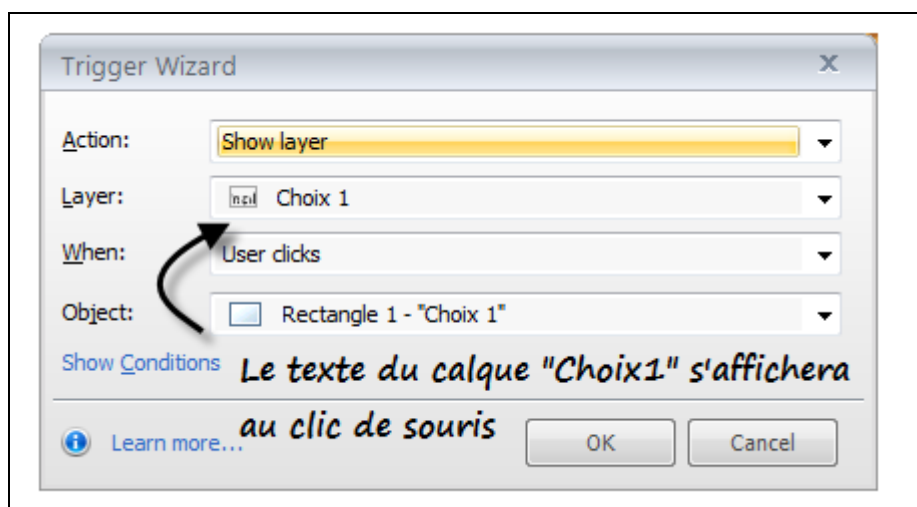 Trigger Wizard
x
Action: Show layer
Layer: Choix 1
When: User clicks
Object: Rectangle 1 - "Choix 1"
Show Conditions
Le texte du calque "Choix1" s'affichera
au clic de souris
Learn more...
OK Cancel